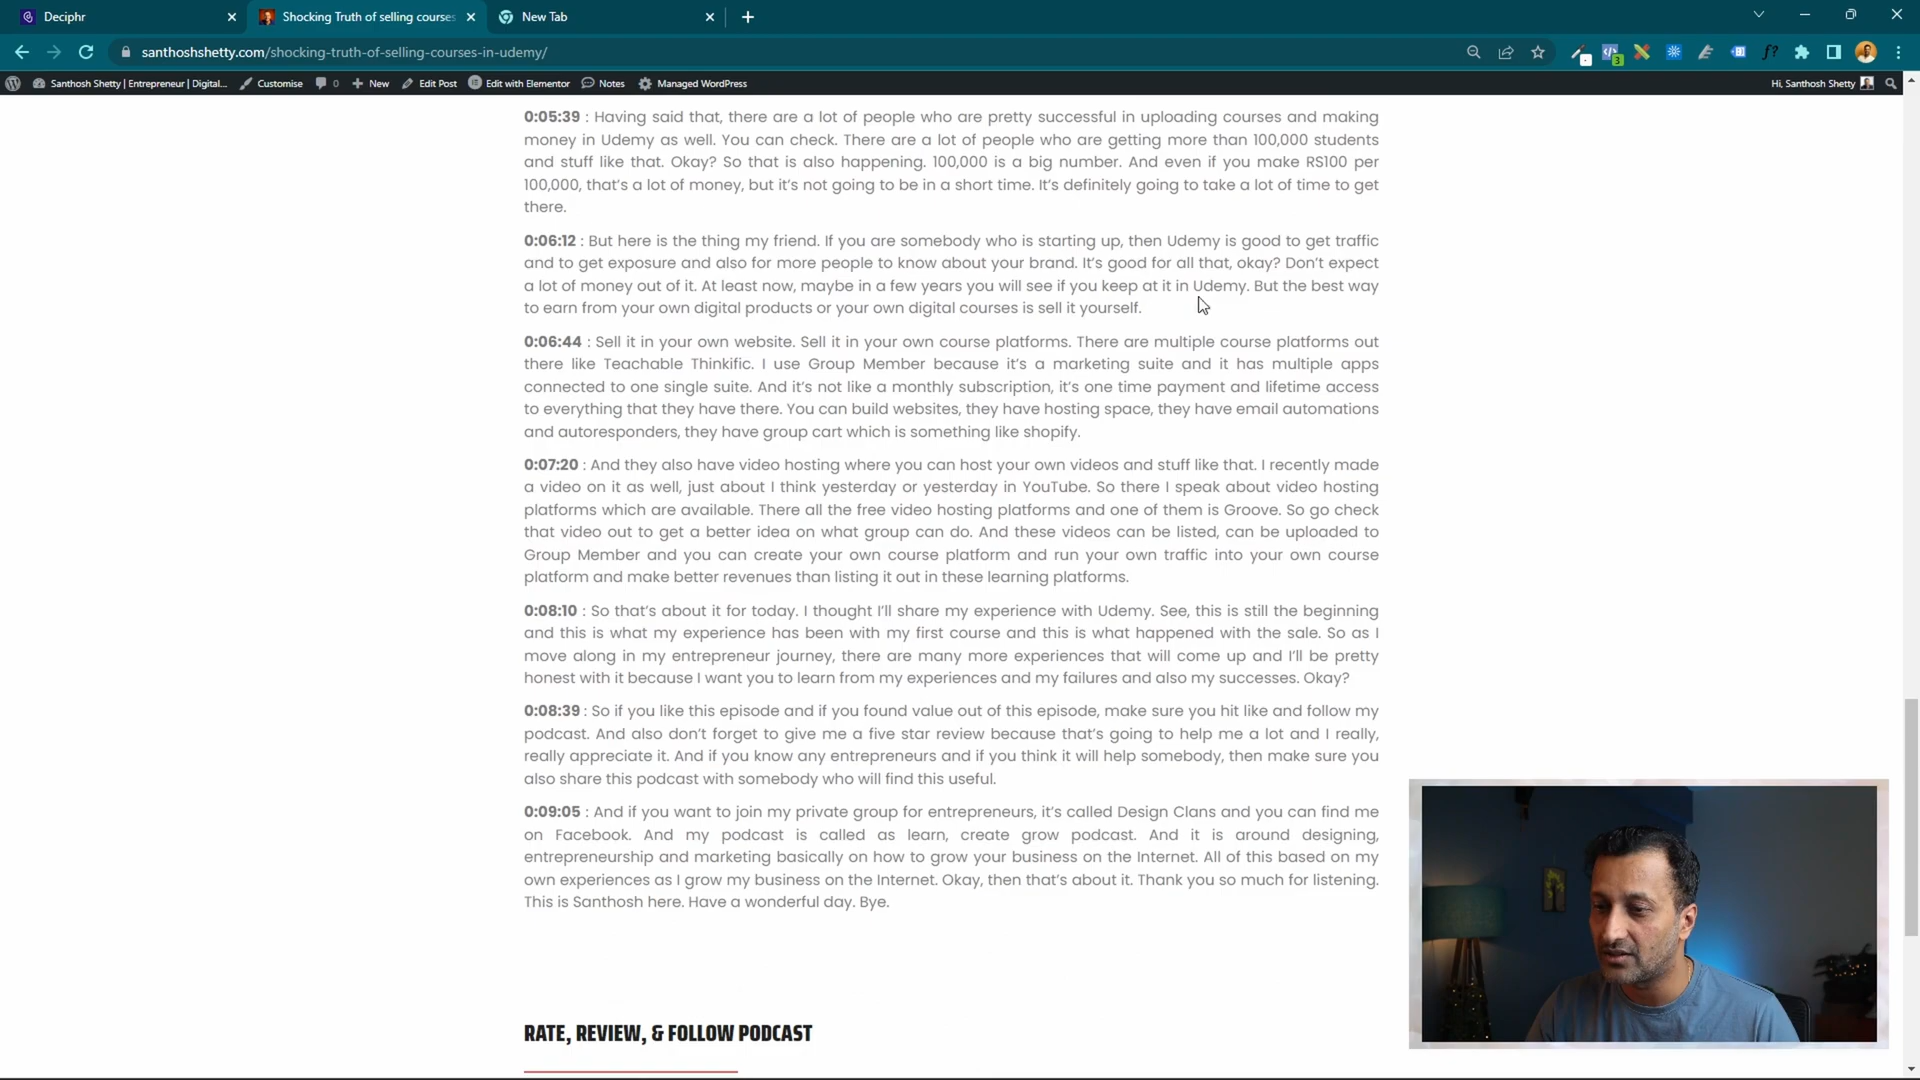 Deciphr
Shocking Truth of selling courses
New Tab
santhoshshetty.com/shocking-truth-of-selling-courses-in-udemy/
3
f?
Santhosh Shetty | Entrepreneur | Digital... Customise 0 New Edit Post Edit with Elementor Notes Managed WordPress Hi, Santhosh Shetty
0:05:39 : Having said that, there are a lot of people who are pretty successful in uploading courses and making
money in Udemy as well. You can check. There are a lot of people who are getting more than 100,000 students
and stuff like that. Okay? So that is also happening. 100,000 is a big number. And even if you make RS100 per
100,000, that's a lot of money, but it's not going to be in a short time. It's definitely going to take a lot of time to get
there.
0:06:12 : But here is the thing my friend. If you are somebody who is starting up, then Udemy is good to get traffic
and to get exposure and also for more people to know about your brand. It's good for all that, okay? Don't expect
a lot of money out of it. At least now, maybe in a few years you will see if you keep at it in Udemy. But the best way
to earn from your own digital products or your own digital courses is sell it yourself.
0:06:44 : Sell it in your own website. Sell it in your own course platforms. There are multiple course platforms out
there like Teachable Thinkific. I use Group Member because it's a marketing suite and it has multiple apps
connected to one single suite. And it's not like a monthly subscription, it's one time payment and lifetime access
to everything that they have there. You can build websites, they have hosting space, they have email automations
and autoresponders, they have group cart which is something like shopify.
0:07:20 : And they also have video hosting where you can host your own videos and stuff like that. I recently made
a video on it as well, just about I think yesterday or yesterday in YouTube. So there I speak about video hosting
platforms which are available. There all the free video hosting platforms and one of them is Groove. So go check
that video out to get a better idea on what group can do. And these videos can be listed, can be uploaded to
Group Member and you can create your own course platform and run your own traffic into your own course
platform and make better revenues than listing it out in these learning platforms.
0:08:10 : So that's about it for today. I thought I'll share my experience with Udemy. See, this is still the beginning
and this is what my experience has been with my first course and this is what happened with the sale. So as I
move along in my entrepreneur journey, there are many more experiences that will come up and I'll be pretty
honest with it because I want you to learn from my experiences and my failures and also my successes. Okay?
0:08:39 : So if you like this episode and if you found value out of this episode, make sure you hit like and follow my
podcast. And also don't forget to give me a five star review because that's going to help me a lot and I really,
really appreciate it. And if you know any entrepreneurs and if you think it will help somebody, then make sure you
also share this podcast with somebody who will find this useful.
0:09:05 : And if you want to join my private group for entrepreneurs, it's called Design Clans and you can find me
on Facebook. And my podcast is called as learn, create grow podcast. And it is around designing,
entrepreneurship and marketing basically on how to grow your business on the Internet. All of this based on my
own experiences as I grow my business on the Internet. Okay, then that's about it. Thank you so much for listening.
This is Santhosh here. Have a wonderful day. Bye.
RATE, REVIEW, & FOLLOW PODCAST